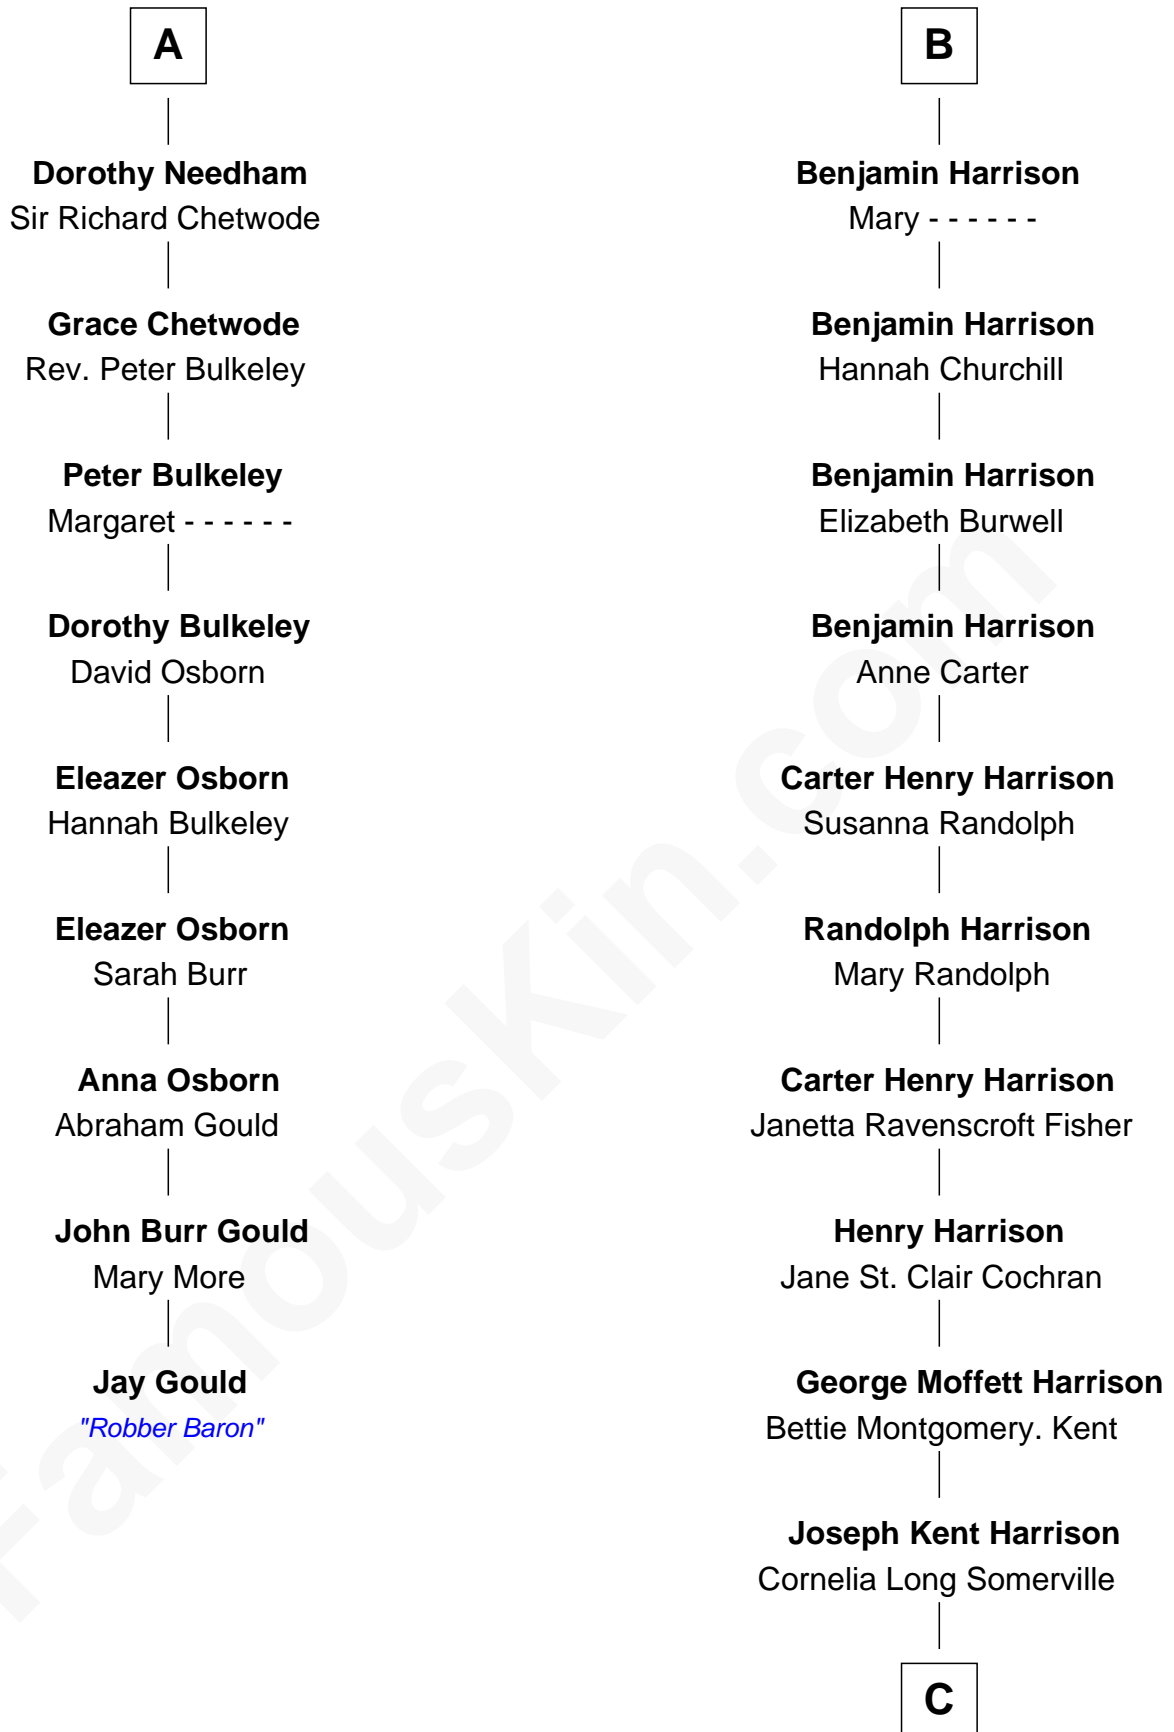 A
Dorothy Needham
Sir Richard Chetwode
Grace Chetwode
Rev. Peter Bulkeley
Peter Bulkeley
Margaret - - - - - -
Dorothy Bulkeley
David Osborn
Eleazer Osborn
Hannah Bulkeley
Eleazer Osborn
Sarah Burr
Anna Osborn
Abraham Gould
John Burr Gould
Mary More
Jay Gould
"Robber Baron"
B
Benjamin Harrison
Mary - - - - - -
Benjamin Harrison
Hannah Churchill
Benjamin Harrison
Elizabeth Burwell
Benjamin Harrison
Anne Carter
Carter Henry Harrison
Susanna Randolph
Randolph Harrison
Mary Randolph
Carter Henry Harrison
Janetta Ravenscroft Fisher
Henry Harrison
Jane St. Clair Cochran
George Moffett Harrison
Bettie Montgomery. Kent
Joseph Kent Harrison
Cornelia Long Somerville
C
FamousKin.com